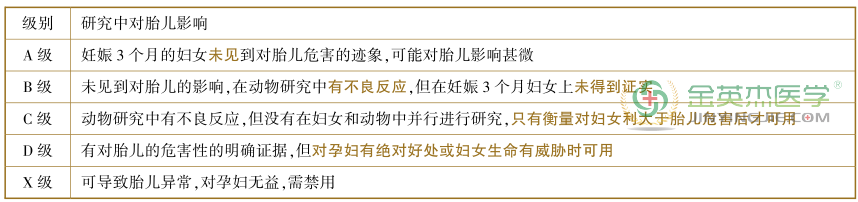 级别 研究中对胎儿影响
A 级 妊娠 3 个月的妇女未见到对胎儿危害的迹象,可能对胎儿影响甚微
B 级 未见到对胎儿的影响,在动物研究中有不良反应,但在妊娠 3 个月妇女上未得到证实
C 级 动物研究中有不良反应,但没有在妇女和动物中并行进行研究,只有衡量对妇女利大于胎儿危害后才可用
D 级 有对胎儿的危害性的明确证据,但对孕妇有绝对好处或妇女生命有威胁时可用
X 级 可导致胎儿异常,对孕妇无益,需禁用
金英杰医学®